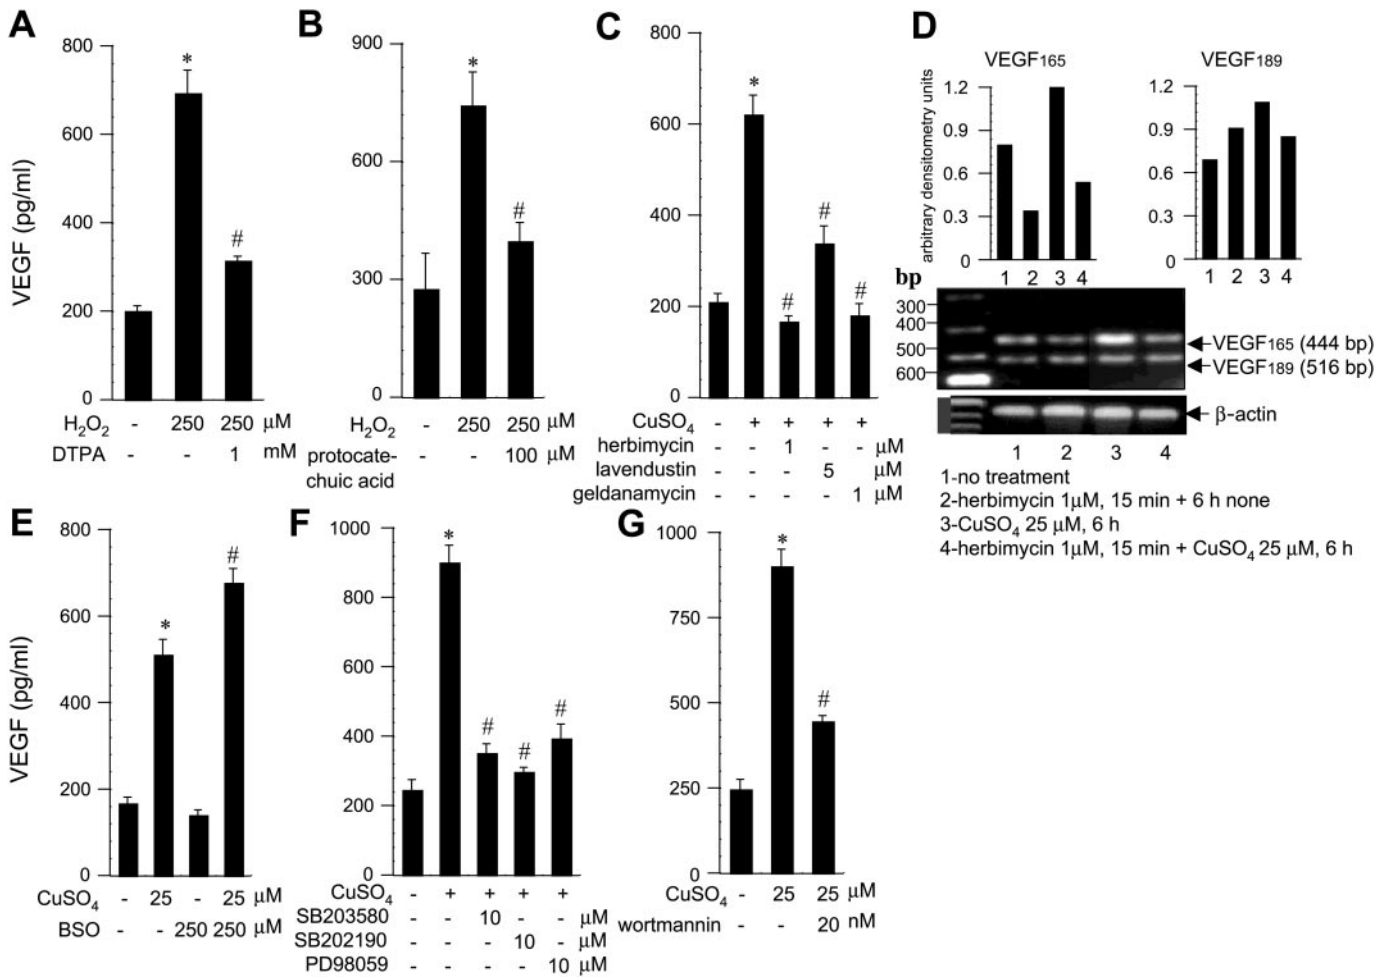 A
800
600
400
200
0
VEGF (pg/ml)
*
#
H2O2 - 250 250 μM
DTPA - - 1 mM
B
900
600
300
0
*
#
H2O2 - 250 250 μM
protocate- - - 100 μM
chuic acid
C
800
600
400
200
0
*
#
#
#
CuSO4 - + + + +
herbimycin - - 1 - - μM
lavendustin - - - 5 - μM
geldanamycin - - - - 1 μM
D
VEGF165
VEGF189
arbitrary densitometry units
1.2
0.9
0.6
0.3
0
1 2 3 4
1.2
0.9
0.6
0.3
0
1 2 3 4
bp
300
400
500
600
VEGF165 (444 bp)
VEGF189 (516 bp)
β-actin
1 2 3 4
1-no treatment
2-herbimycin 1μM, 15 min + 6 h none
3-CuSO4 25 μM, 6 h
4-herbimycin 1μM, 15 min + CuSO4 25 μM, 6 h
E
800
600
400
200
0
VEGF (pg/ml)
*
#
CuSO4 - 25 - 25 μM
BSO - - 250 250 μM
F
1000
800
600
400
200
0
*
#
#
#
CuSO4 - + + + +
SB203580 - - 10 - - μM
SB202190 - - - 10 - μM
PD98059 - - - - 10 μM
G
1000
750
500
250
0
*
#
CuSO4 - 25 25 μM
wortmannin - - 20 nM